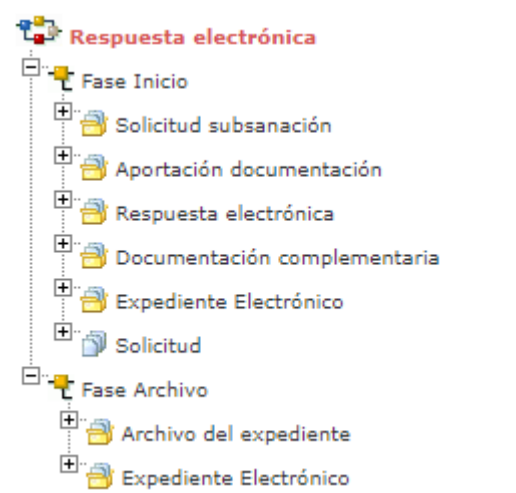 Respuesta electrónica
Fase Inicio
Solicitud subsanación
Aportación documentación
Respuesta electrónica
Documentación complementaria
Expediente Electrónico
Solicitud
Fase Archivo
Archivo del expediente
Expediente Electrónico